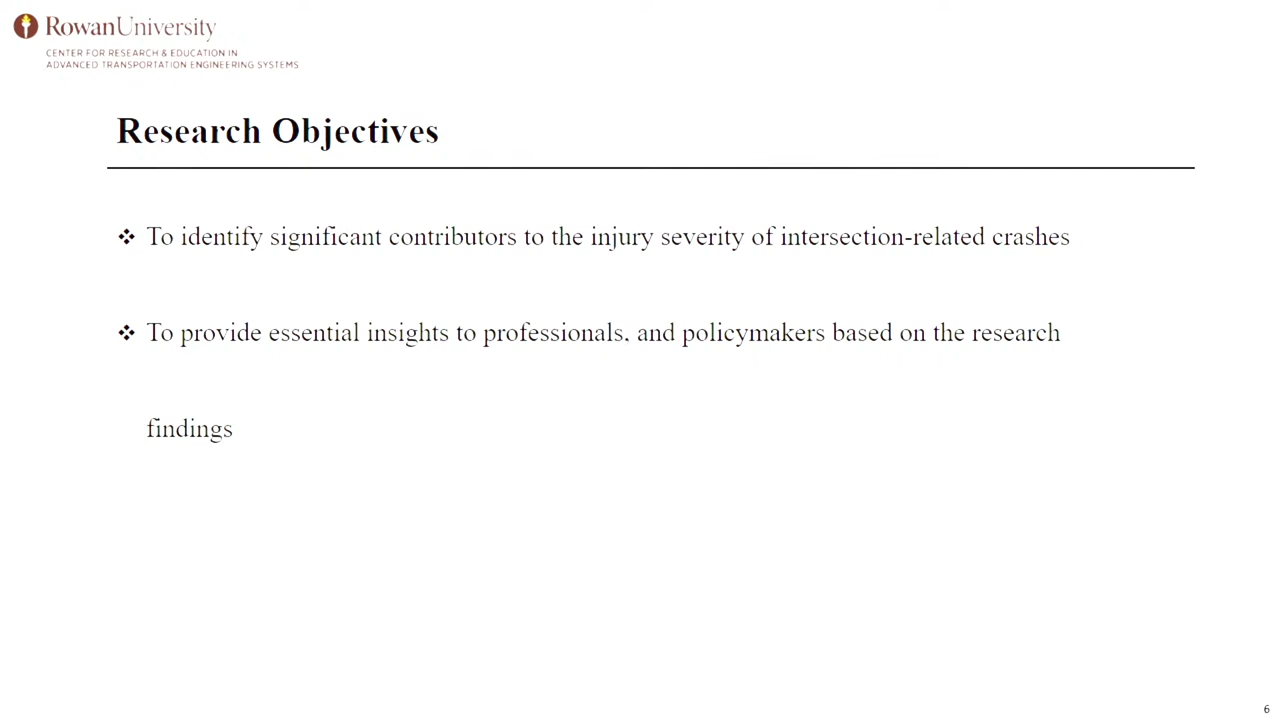 RowanUniversity
CENTER FOR RESEARCH & EDUCATION IN
ADVANCED TRANSPORTATION ENGINEERING SYSTEMS
Research Objectives
❖ To identify significant contributors to the injury severity of intersection-related crashes
❖ To provide essential insights to professionals, and policymakers based on the research
findings
6